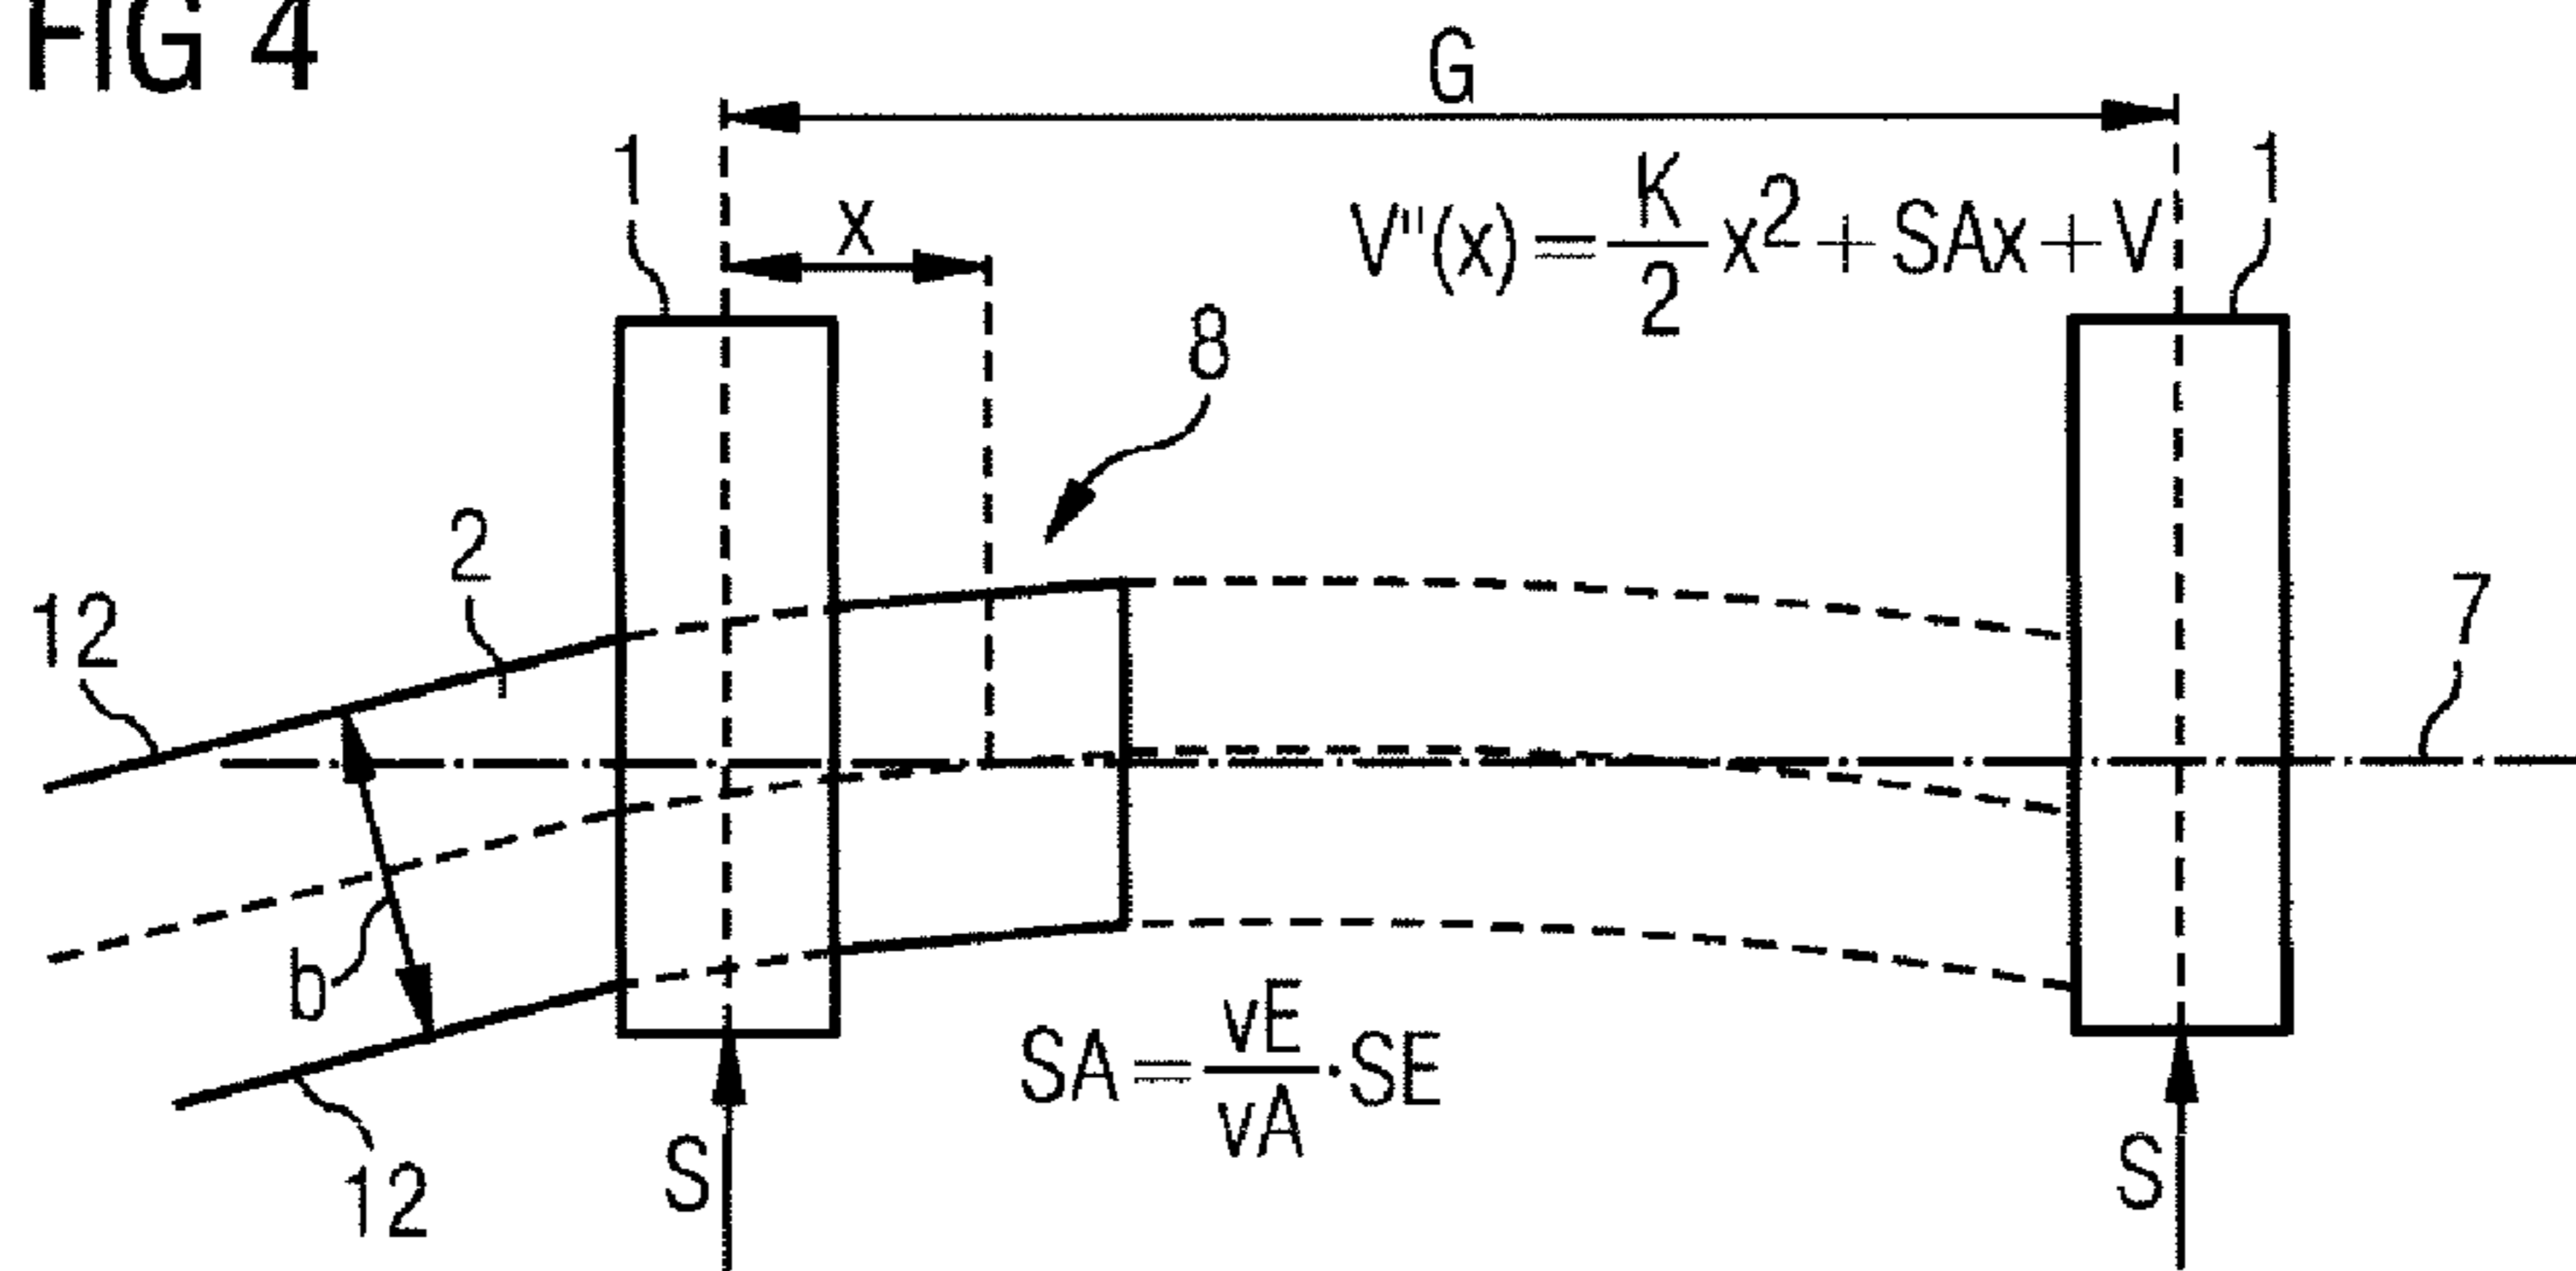 FIG 4
G
1
1
x
V"(x) = K/2 x² + SAx + V
8
2
12
7
b
SA = vE/vA · SE
S
S
12